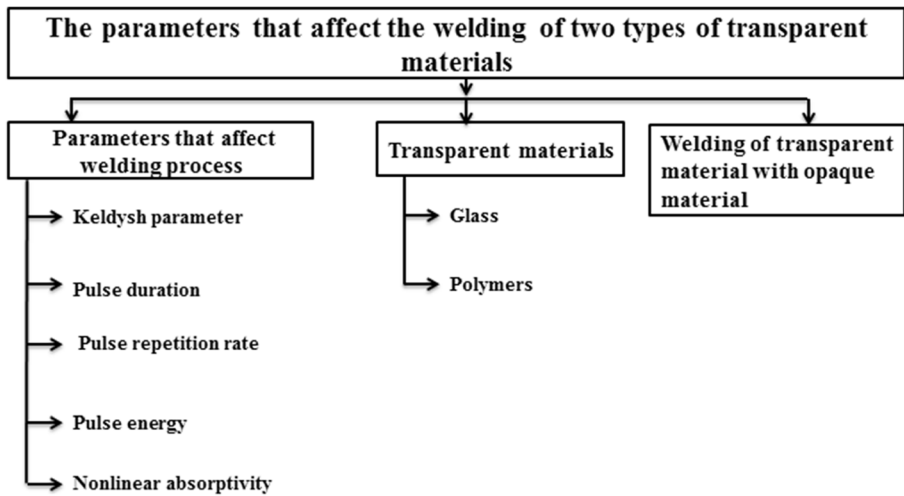 The parameters that affect the welding of two types of transparent
materials
Parameters that affect
welding process
Keldysh parameter
Pulse duration
Pulse repetition rate
Pulse energy
Nonlinear absorptivity
Transparent materials
Glass
Polymers
Welding of transparent
material with opaque
material